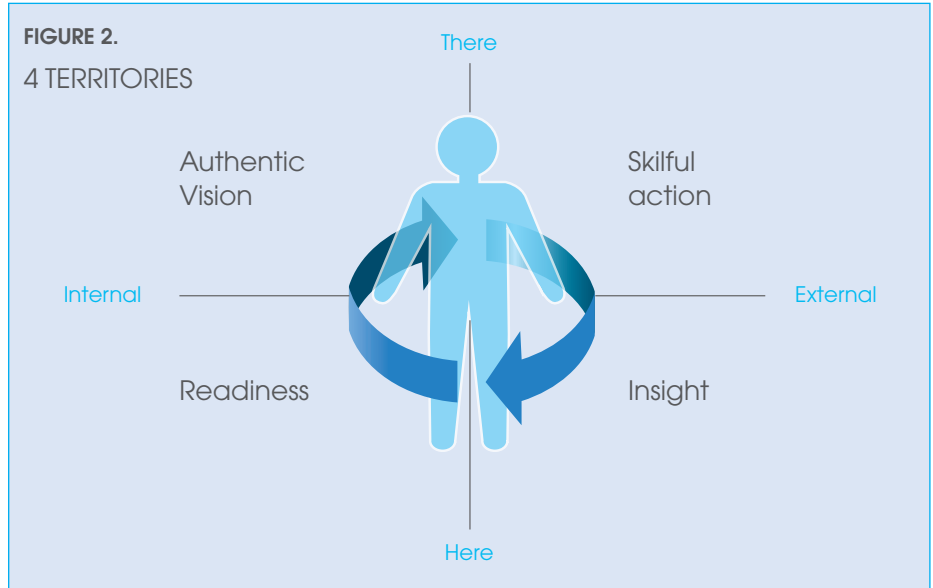 FIGURE 2.
4 TERRITORIES
There
Authentic
Vision
Skilful
action
Internal
External
Readiness
Insight
Here